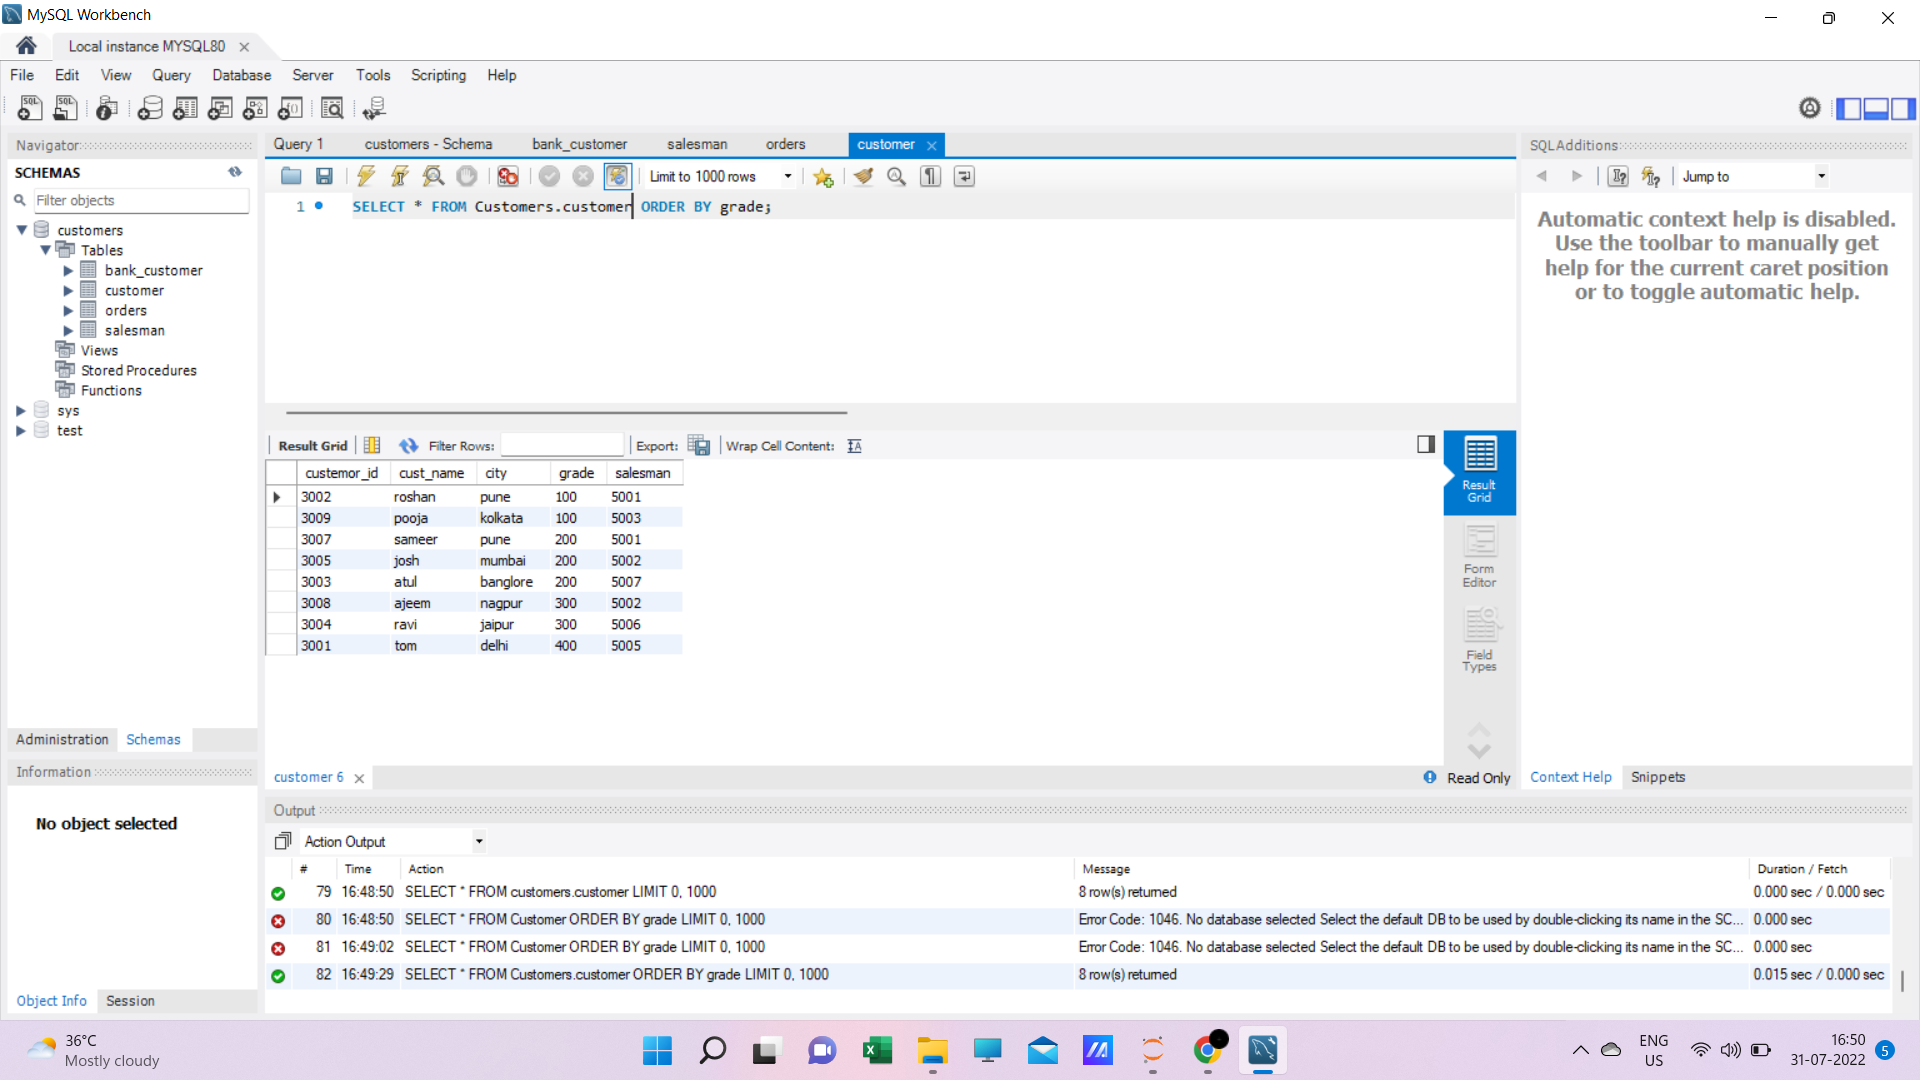 MySQL Workbench
Local instance MYSQL80
File Edit View Query Database Server Tools Scripting Help
Navigator
SCHEMAS
Filter objects
customers
Tables
bank_customer
customer
orders
salesman
Views
Stored Procedures
Functions
sys
test
Administration Schemas
Information
No object selected
Object Info Session
Query 1 customers - Schema bank_customer salesman orders customer
Limit to 1000 rows
1 SELECT * FROM Customers.customer ORDER BY grade;
Result Grid Filter Rows: Export: Wrap Cell Content:
custemor_id cust_name city grade salesman
3002 roshan pune 100 5001
3009 pooja kolkata 100 5003
3007 sameer pune 200 5001
3005 josh mumbai 200 5002
3003 atul banglore 200 5007
3008 ajeem nagpur 300 5002
3004 ravi jaipur 300 5006
3001 tom delhi 400 5005
Result
Grid
Form
Editor
Field
Types
customer 6
Read Only
SQLAdditions
Jump to
Automatic context help is disabled.
Use the toolbar to manually get
help for the current caret position
or to toggle automatic help.
Context Help Snippets
Output
Action Output
# Time Action Message Duration / Fetch
79 16:48:50 SELECT * FROM customers.customer LIMIT 0, 1000 8 row(s) returned 0.000 sec / 0.000 sec
80 16:48:50 SELECT * FROM Customer ORDER BY grade LIMIT 0, 1000 Error Code: 1046. No database selected Select the default DB to be used by double-clicking its name in the SC... 0.000 sec
81 16:49:02 SELECT * FROM Customer ORDER BY grade LIMIT 0, 1000 Error Code: 1046. No database selected Select the default DB to be used by double-clicking its name in the SC... 0.000 sec
82 16:49:29 SELECT * FROM Customers.customer ORDER BY grade LIMIT 0, 1000 8 row(s) returned 0.015 sec / 0.000 sec
36°C
Mostly cloudy
ENG
US
16:50
31-07-2022
5